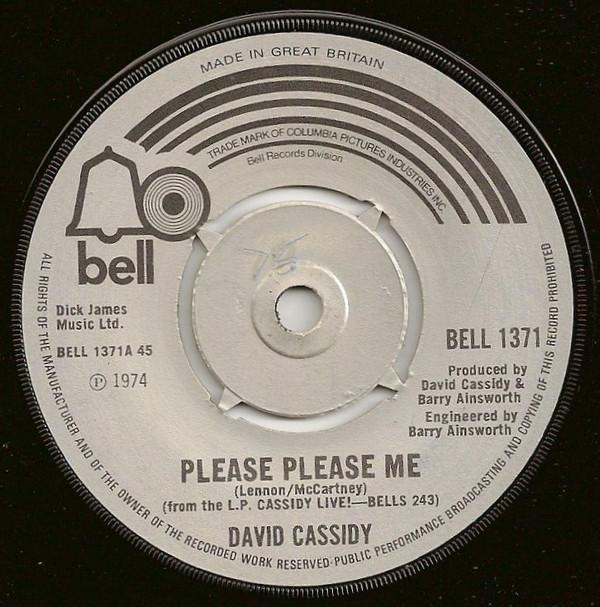 MADE IN GREAT BRITAIN
TRADE MARK OF COLUMBIA PICTURES INDUSTRIES INC.
Bell Records Division
bell
75
Dick James
Music Ltd.
BELL 1371A 45
Ⓟ 1974
BELL 1371
Produced by
David Cassidy &
Barry Ainsworth
Engineered by
Barry Ainsworth
PLEASE PLEASE ME
(Lennon/McCartney)
(from the L.P. CASSIDY LIVE!—BELLS 243)
DAVID CASSIDY
ALL RIGHTS OF THE MANUFACTURER AND OF THE OWNER OF THE RECORDED WORK RESERVED·PUBLIC PERFORMANCE BROADCASTING AND COPYING OF THIS RECORD PROHIBITED